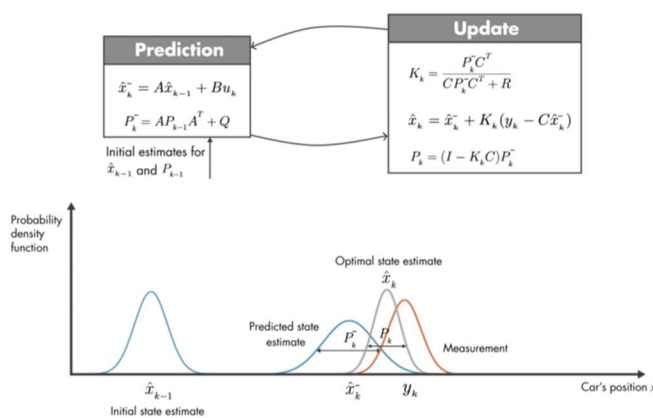 Prediction
x̂ₖ⁻ = Ax̂ₖ₋₁ + Buₖ
Pₖ⁻ = APₖ₋₁Aᵀ + Q
Initial estimates for
x̂ₖ₋₁ and Pₖ₋₁
Update
Kₖ = Pₖ⁻Cᵀ / CPₖ⁻Cᵀ + R
x̂ₖ = x̂ₖ⁻ + Kₖ(yₖ − Cx̂ₖ⁻)
Pₖ = (I − KₖC)Pₖ⁻
Probability
density
function
Optimal state estimate
x̂ₖ
Predicted state
estimate
Pₖ⁻
Pₖ
Measurement
x̂ₖ₋₁
Initial state estimate
x̂ₖ⁻
yₖ
Car's position